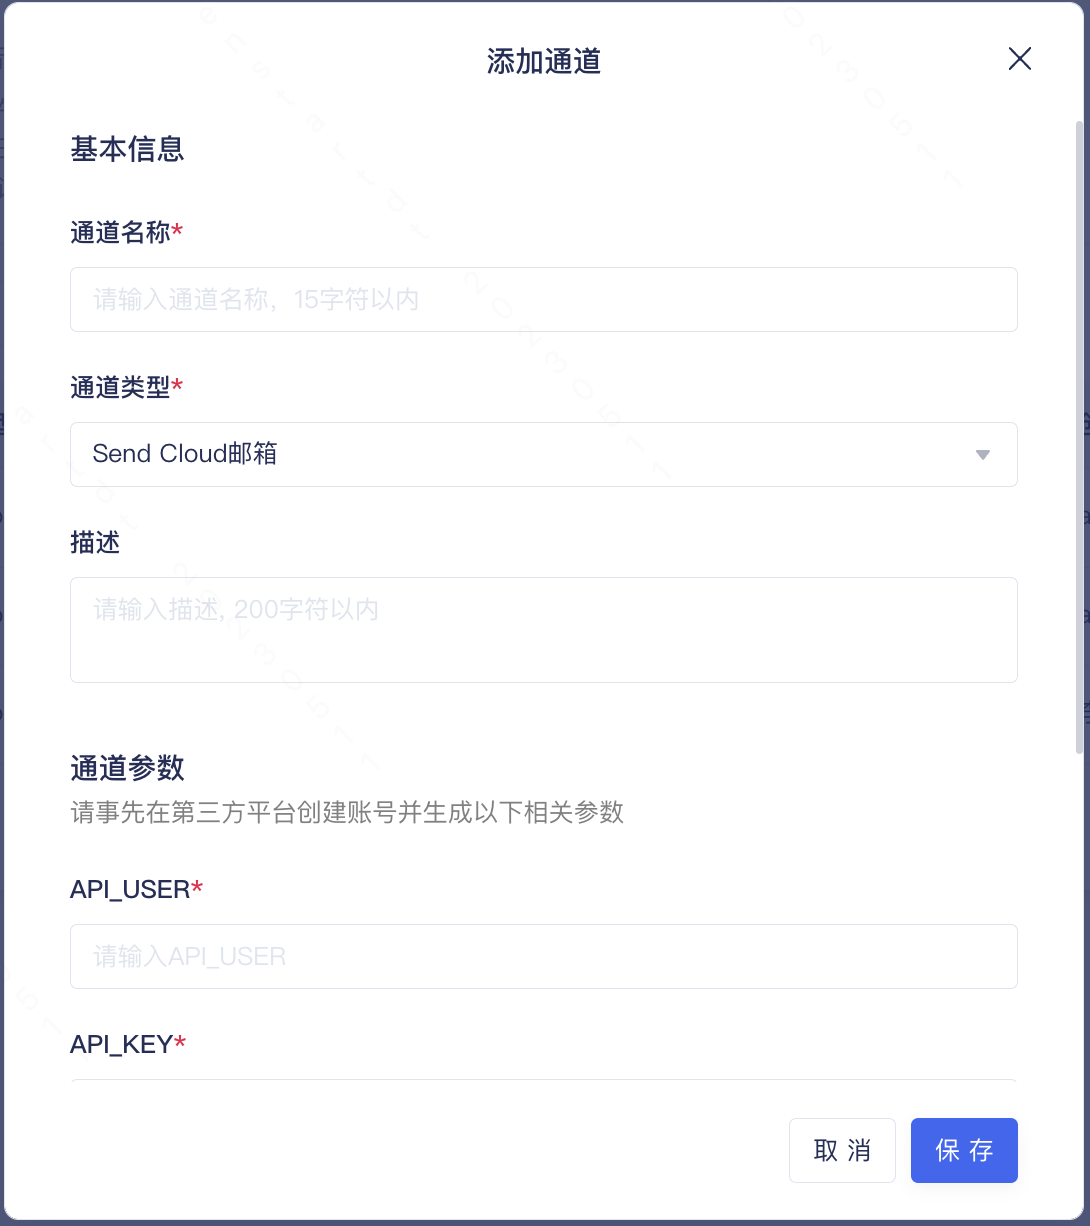 添加通道
基本信息
通道名称*
请输入通道名称，15字符以内
通道类型*
Send Cloud邮箱
描述
请输入描述, 200字符以内
通道参数
请事先在第三方平台创建账号并生成以下相关参数
API_USER*
请输入API_USER
API_KEY*
取 消
保 存